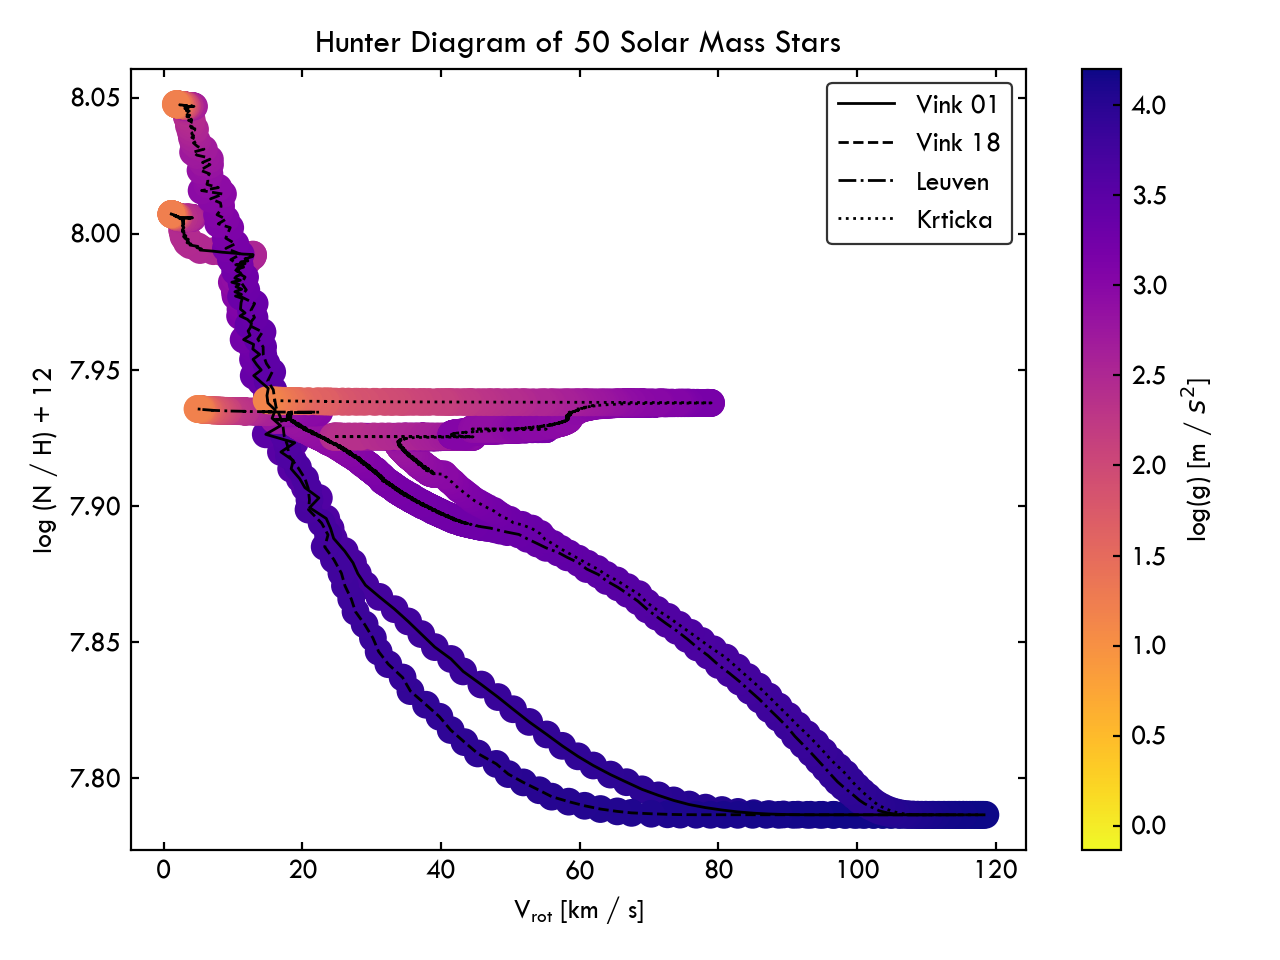 Hunter Diagram of 50 Solar Mass Stars
8.05
8.00
7.95
7.90
7.85
7.80
log (N / H) + 12
0
20
40
60
80
100
120
V_rot [km / s]
Vink 01
Vink 18
Leuven
Krticka
4.0
3.5
3.0
2.5
2.0
1.5
1.0
0.5
0.0
log(g) [m / s²]